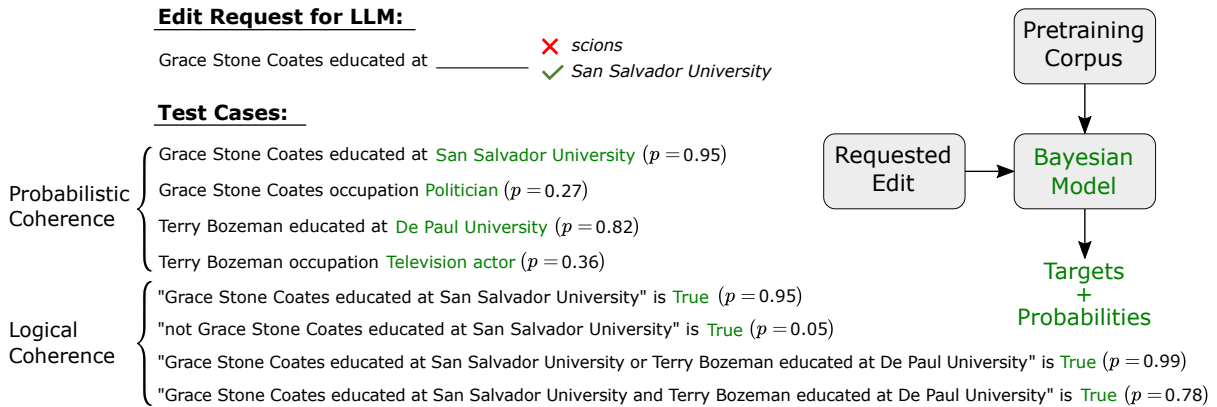 Edit Request for LLM:
Grace Stone Coates educated at __________
✗ scions
✓ San Salvador University
Test Cases:
Probabilistic
Coherence
Grace Stone Coates educated at San Salvador University (p = 0.95)
Grace Stone Coates occupation Politician (p = 0.27)
Terry Bozeman educated at De Paul University (p = 0.82)
Terry Bozeman occupation Television actor (p = 0.36)
Logical
Coherence
"Grace Stone Coates educated at San Salvador University" is True (p = 0.95)
"not Grace Stone Coates educated at San Salvador University" is True (p = 0.05)
"Grace Stone Coates educated at San Salvador University or Terry Bozeman educated at De Paul University" is True (p = 0.99)
"Grace Stone Coates educated at San Salvador University and Terry Bozeman educated at De Paul University" is True (p = 0.78)
Pretraining
Corpus
Requested
Edit
Bayesian
Model
Targets
+
Probabilities